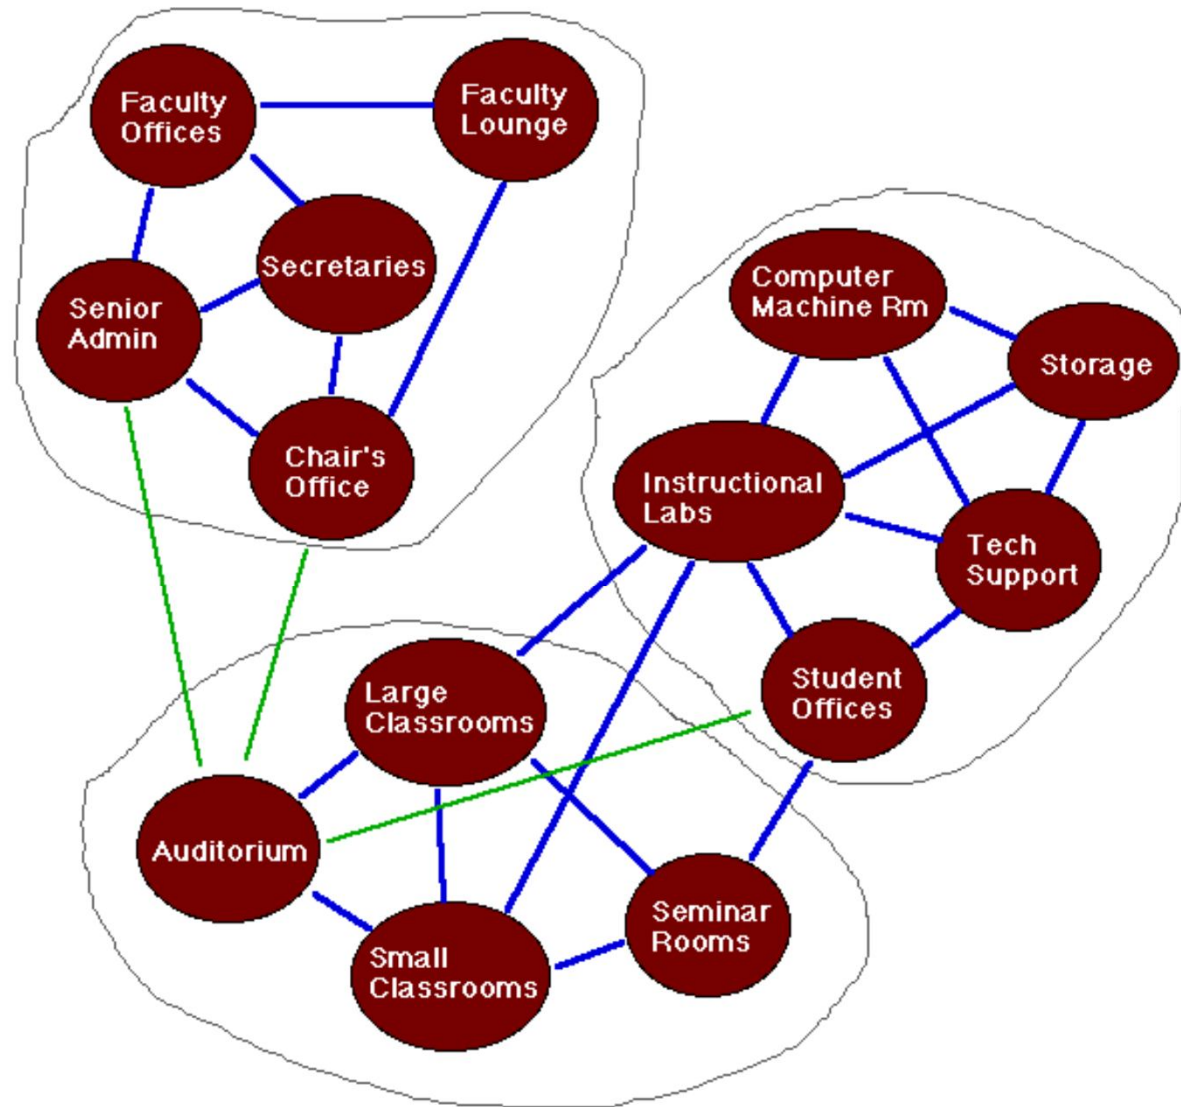 Faculty
Offices
Faculty
Lounge
Secretaries
Senior
Admin
Chair's
Office
Computer
Machine Rm
Storage
Instructional
Labs
Tech
Support
Student
Offices
Large
Classrooms
Auditorium
Small
Classrooms
Seminar
Rooms